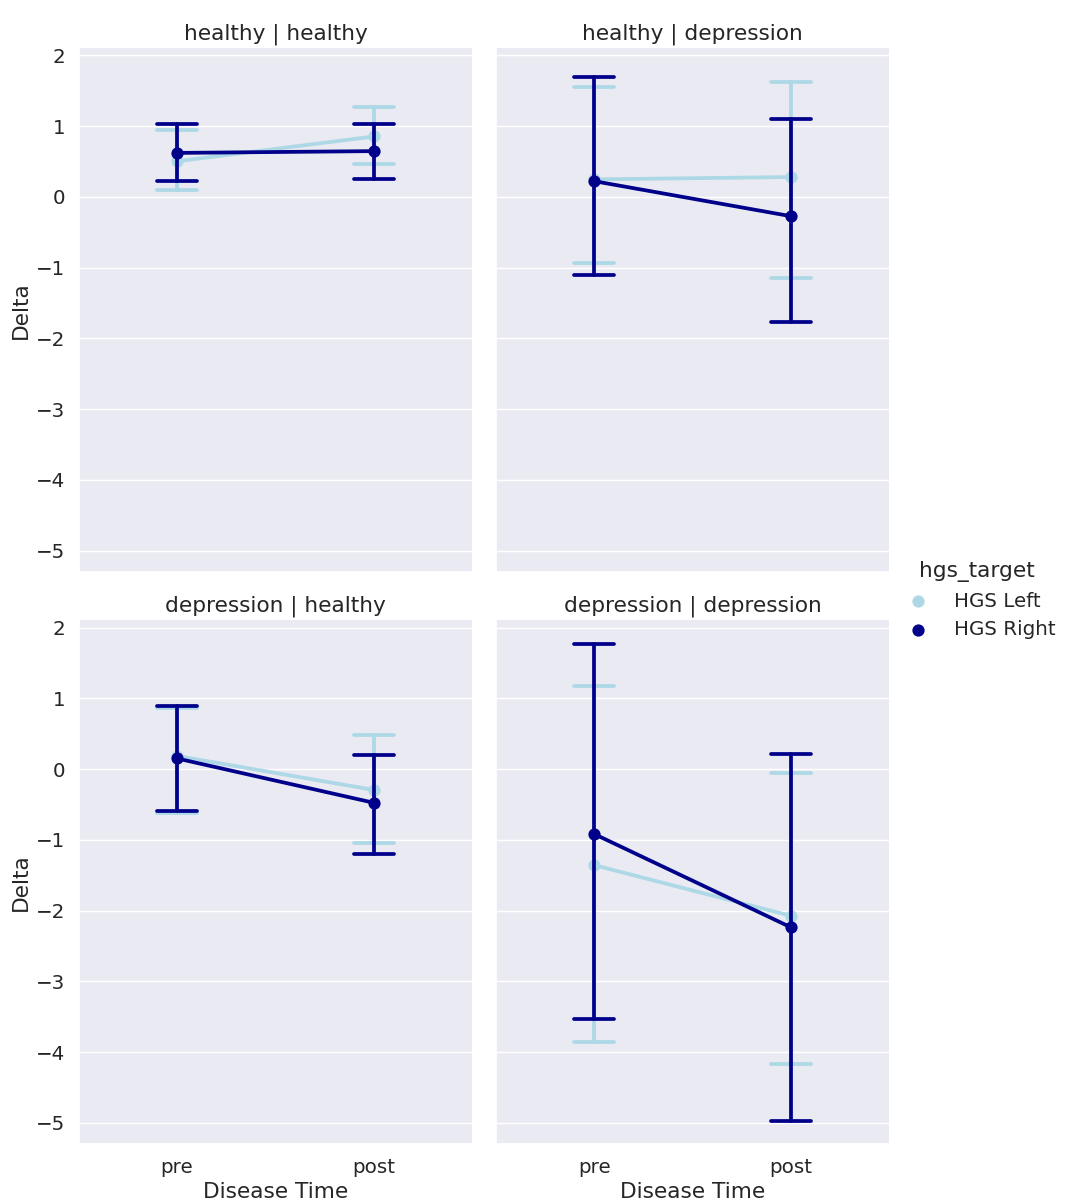 healthy | healthy
healthy | depression
2
1
0
−1
−2
−3
−4
−5
Delta
depression | healthy
depression | depression
2
1
0
−1
−2
−3
−4
−5
Delta
pre
post
pre
post
Disease Time
Disease Time
hgs_target
HGS Left
HGS Right